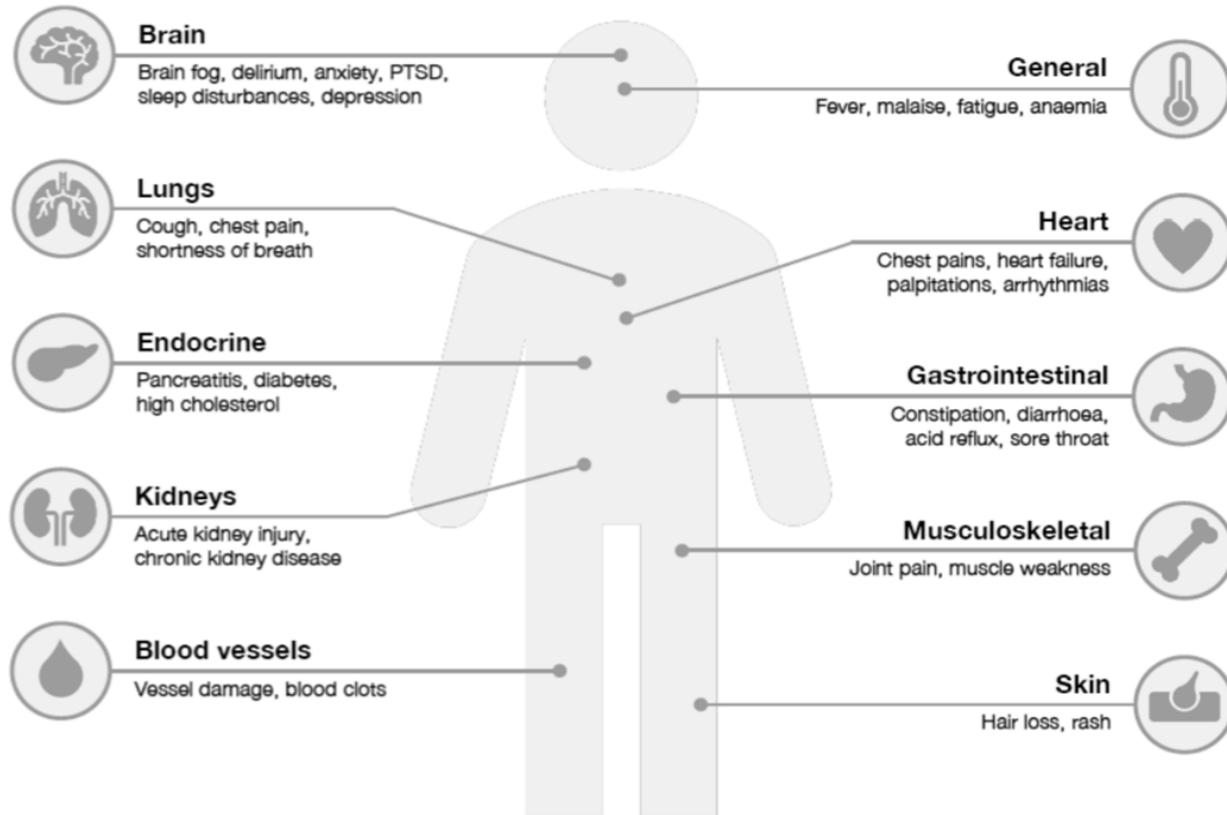 Brain
Brain fog, delirium, anxiety, PTSD,
sleep disturbances, depression
Lungs
Cough, chest pain,
shortness of breath
Endocrine
Pancreatitis, diabetes,
high cholesterol
Kidneys
Acute kidney injury,
chronic kidney disease
Blood vessels
Vessel damage, blood clots
General
Fever, malaise, fatigue, anaemia
Heart
Chest pains, heart failure,
palpitations, arrhythmias
Gastrointestinal
Constipation, diarrhoea,
acid reflux, sore throat
Musculoskeletal
Joint pain, muscle weakness
Skin
Hair loss, rash